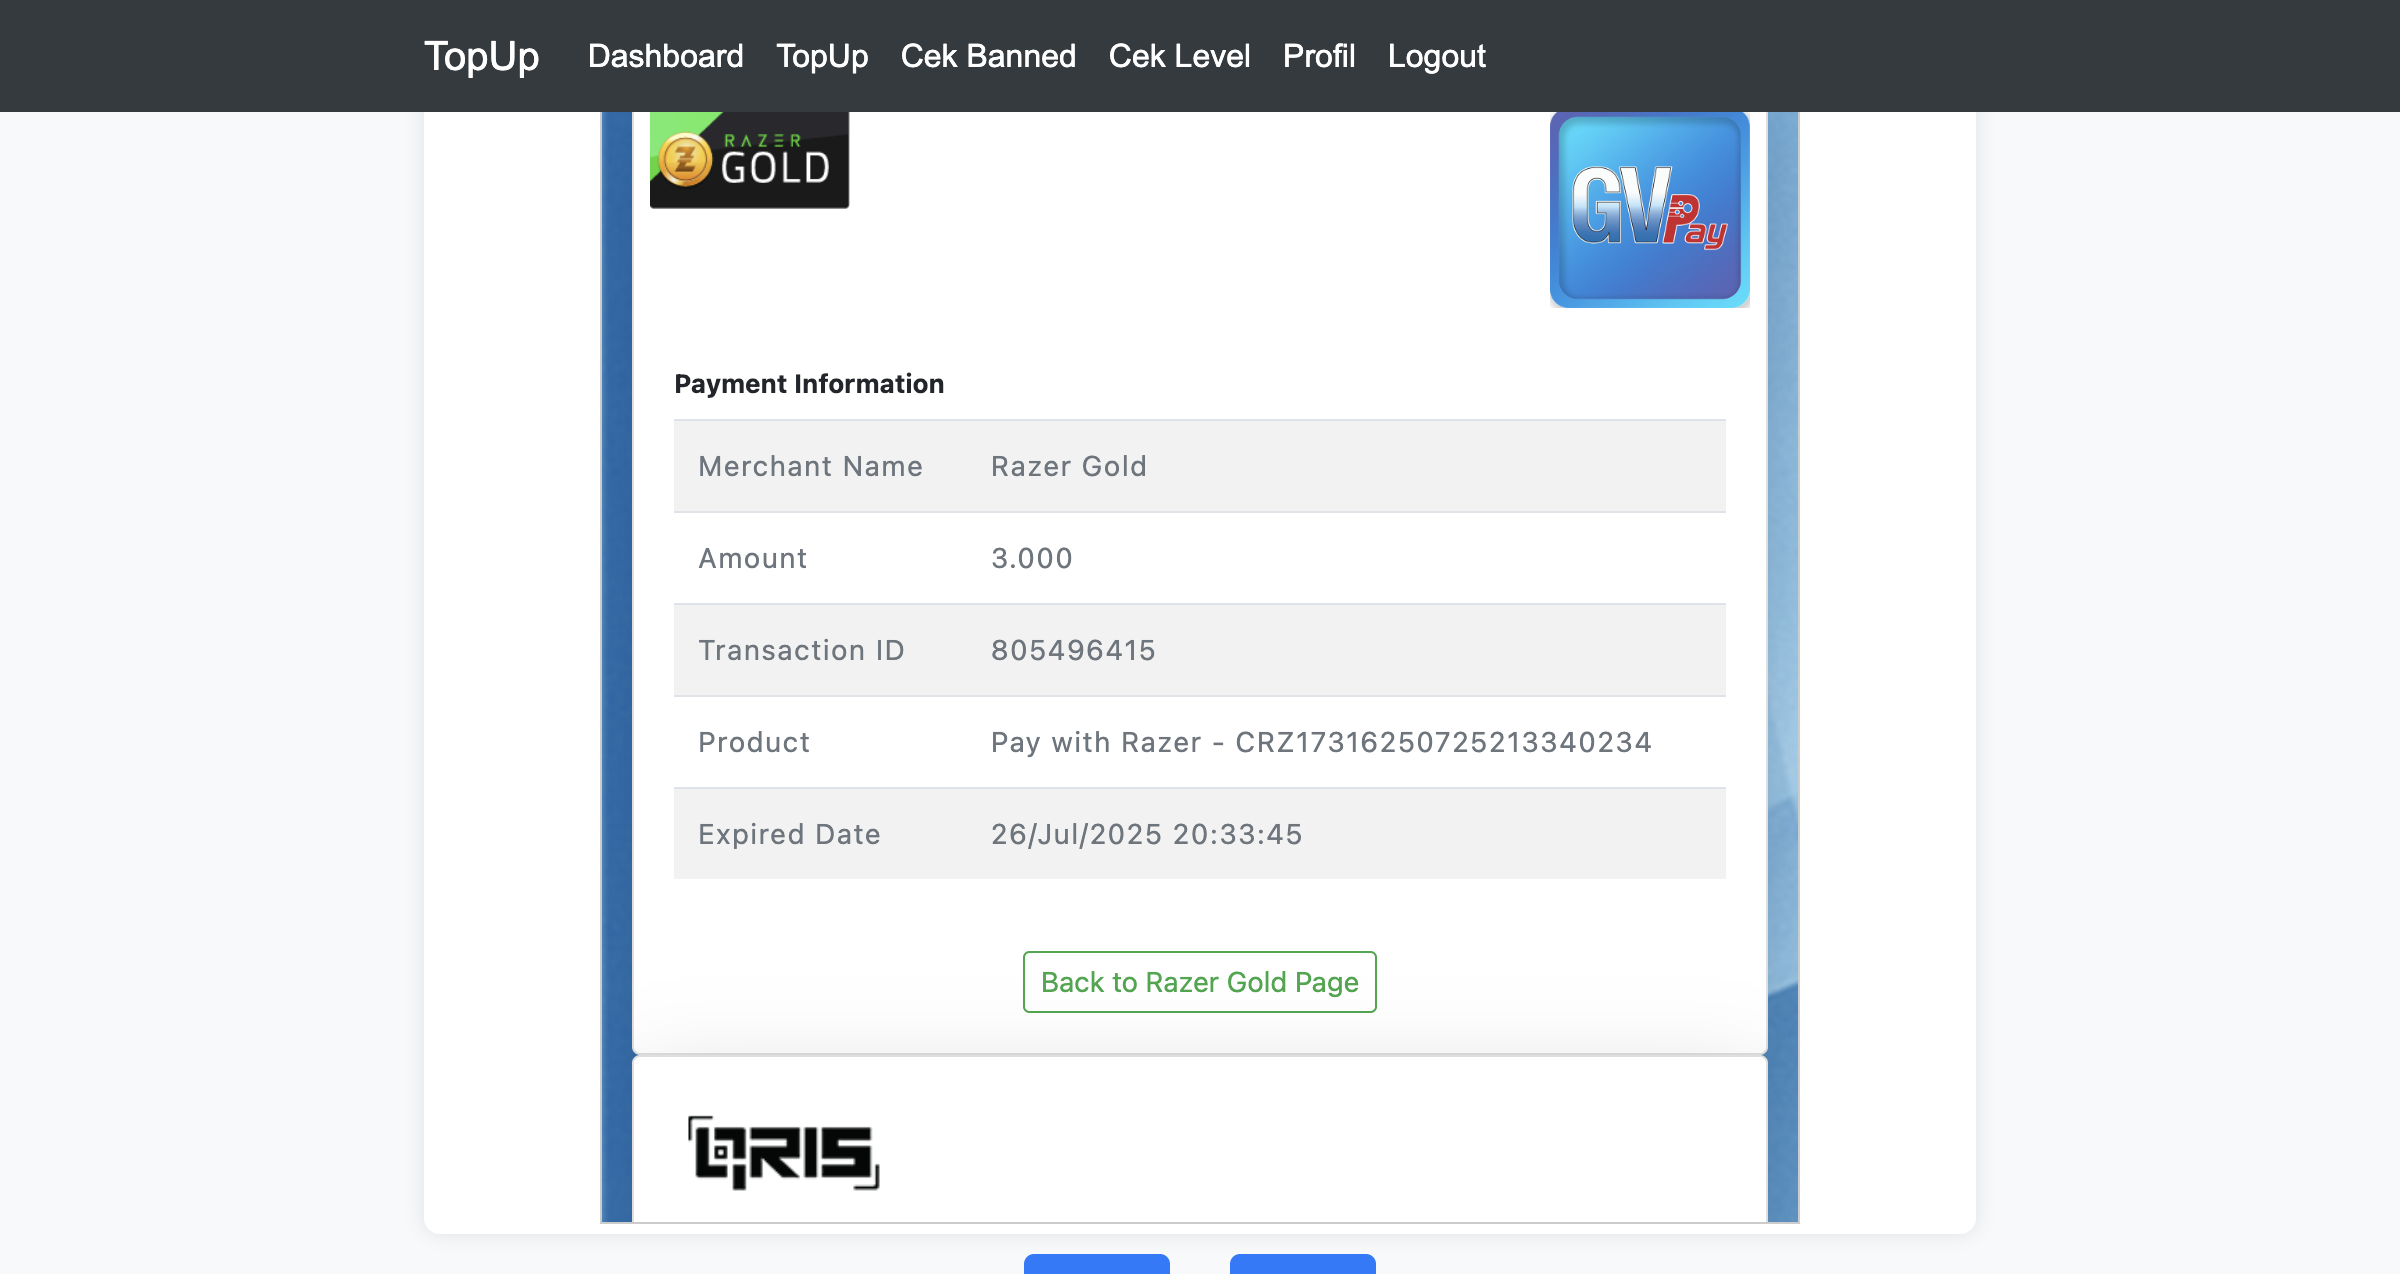 TopUp Dashboard TopUp Cek Banned Cek Level Profil Logout
RAZER
GOLD
GVPay
Payment Information
Merchant Name Razer Gold
Amount 3.000
Transaction ID 805496415
Product Pay with Razer - CRZ17316250725213340234
Expired Date 26/Jul/2025 20:33:45
Back to Razer Gold Page
QRIS